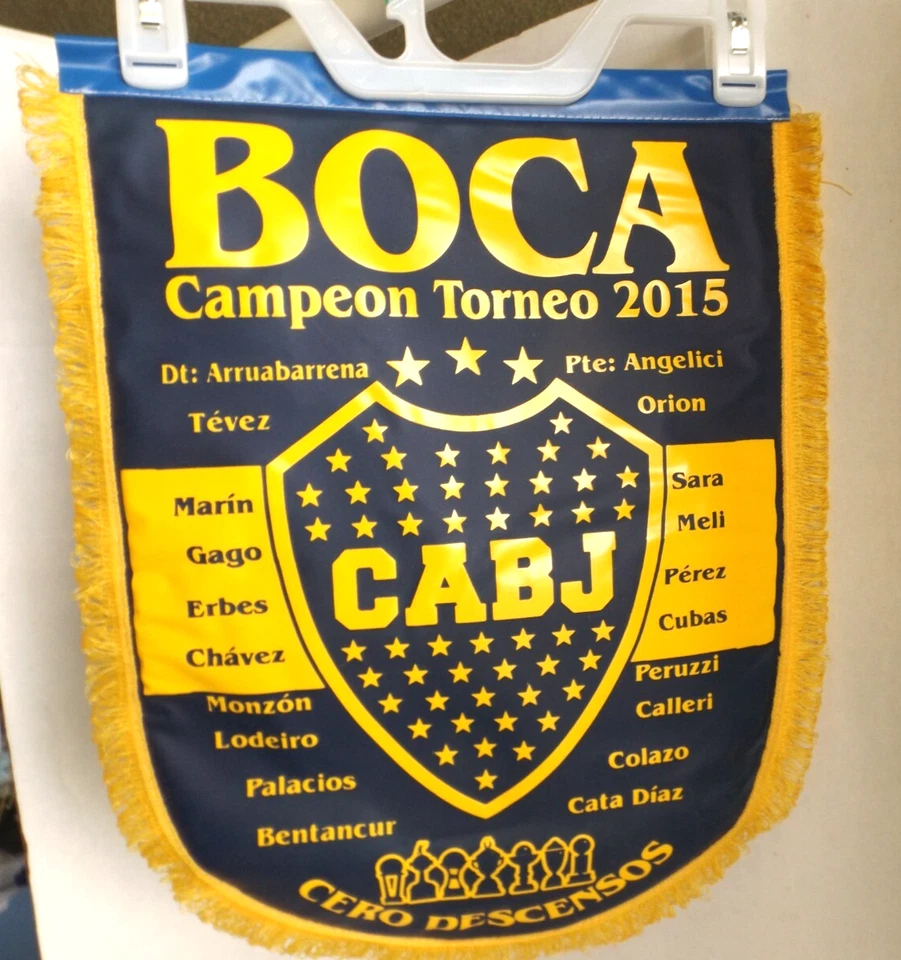 BOCA
Campeon Torneo 2015
Dt: Arruabarrena
Pte: Angelici
Tévez
Orion
Marín
Sara
Gago
Meli
Erbes
Pérez
Chávez
Cubas
Monzón
Peruzzi
Lodeiro
Calleri
Palacios
Colazo
Bentancur
Cata Díaz
CABJ
CERO DESCENSOS